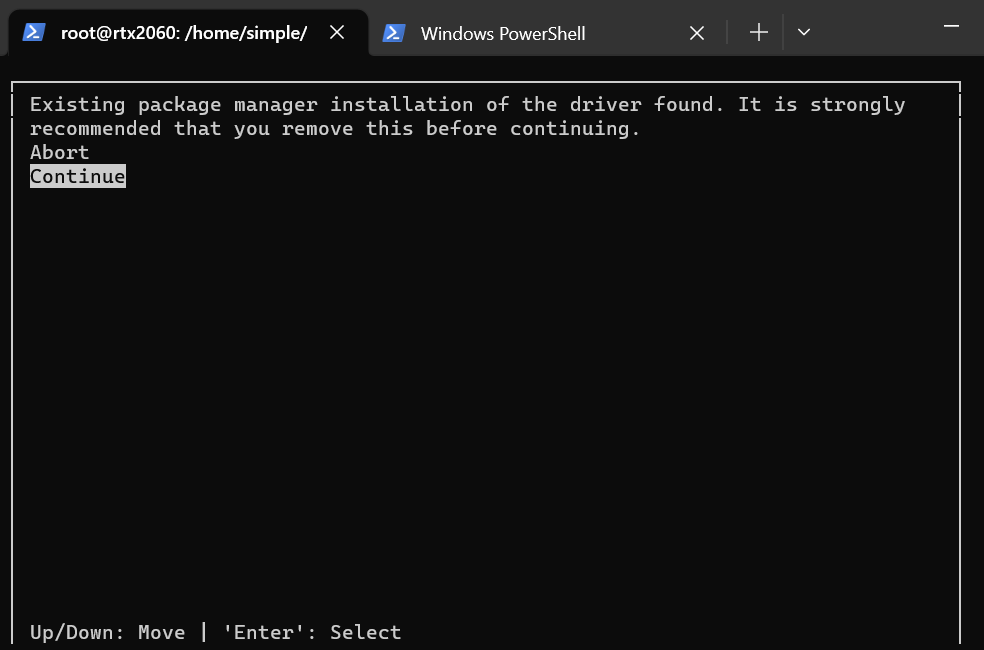 root@rtx2060: /home/simple/
Windows PowerShell
Existing package manager installation of the driver found. It is strongly
recommended that you remove this before continuing.
Abort
Continue
Up/Down: Move | 'Enter': Select